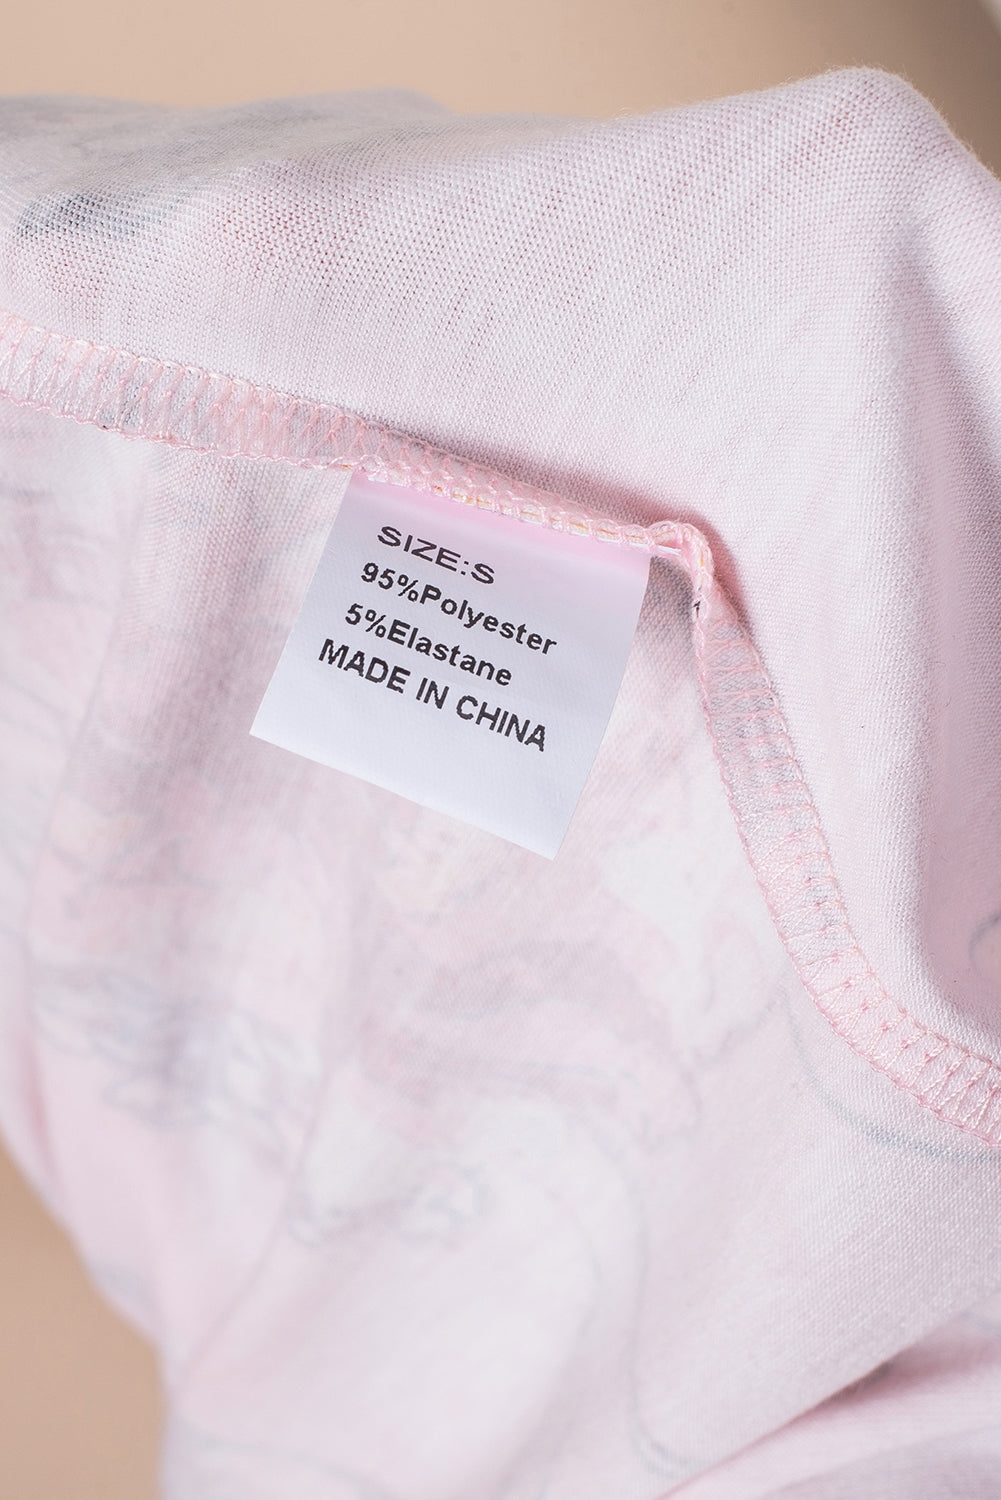 SIZE:S
95%Polyester
5%Elastane
MADE IN CHINA